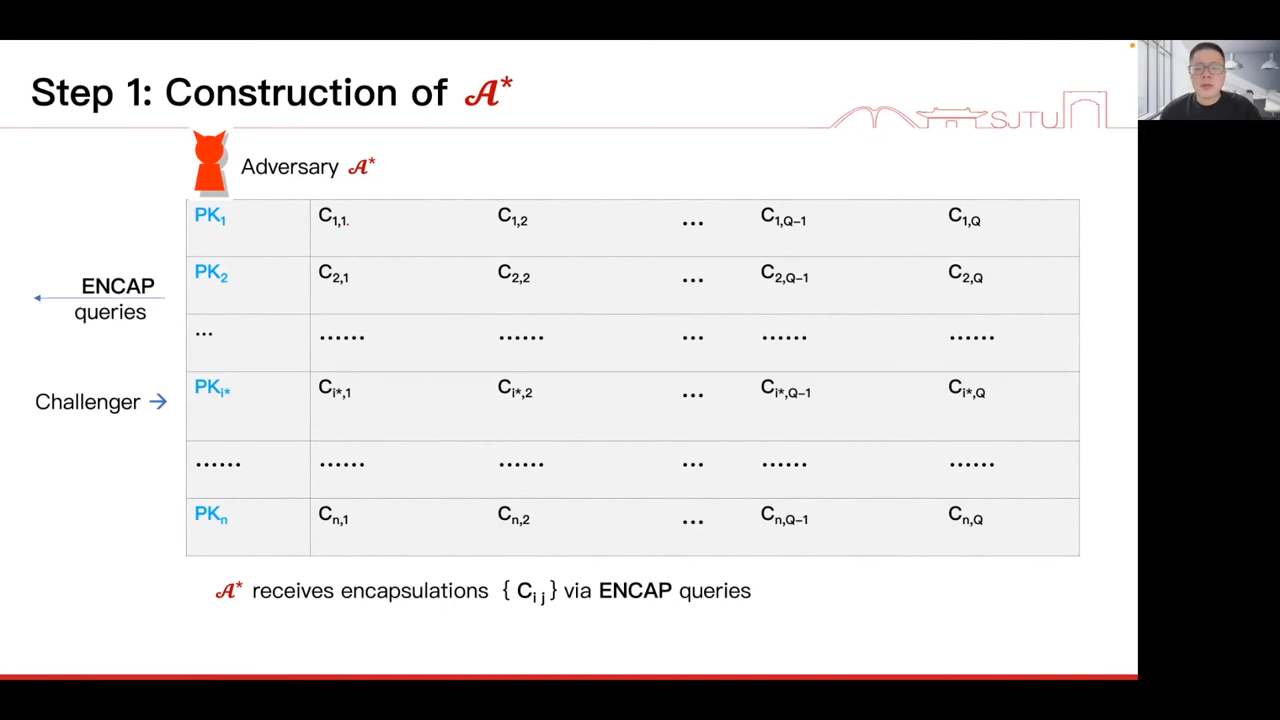 Step 1: Construction of 𝒜*
SJTU
Adversary 𝒜*
PK₁ C₁,₁ C₁,₂ ... C₁,Q−1 C₁,Q
PK₂ C₂,₁ C₂,₂ ... C₂,Q−1 C₂,Q
ENCAP
queries
... ...... ...... ... ...... ......
Challenger →
PKi* Ci*,1 Ci*,2 ... Ci*,Q−1 Ci*,Q
...... ...... ...... ... ...... ......
PKn Cn,1 Cn,2 ... Cn,Q−1 Cn,Q
𝒜* receives encapsulations { Ci j } via ENCAP queries